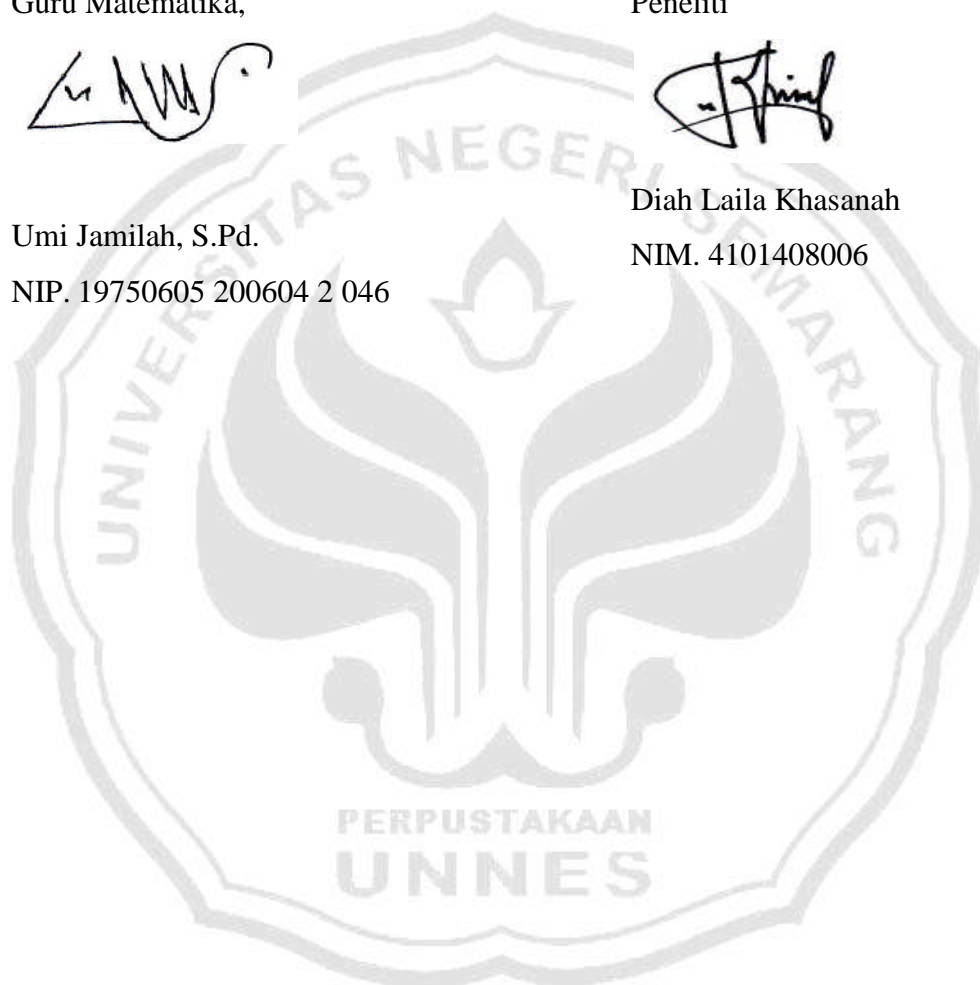 Guru Matematika,
Peneliti
Umi Jamilah, S.Pd.
NIP. 19750605 200604 2 046
Diah Laila Khasanah
NIM. 4101408006
UNIVERSITAS NEGERI SEMARANG
PERPUSTAKAAN
UNNES